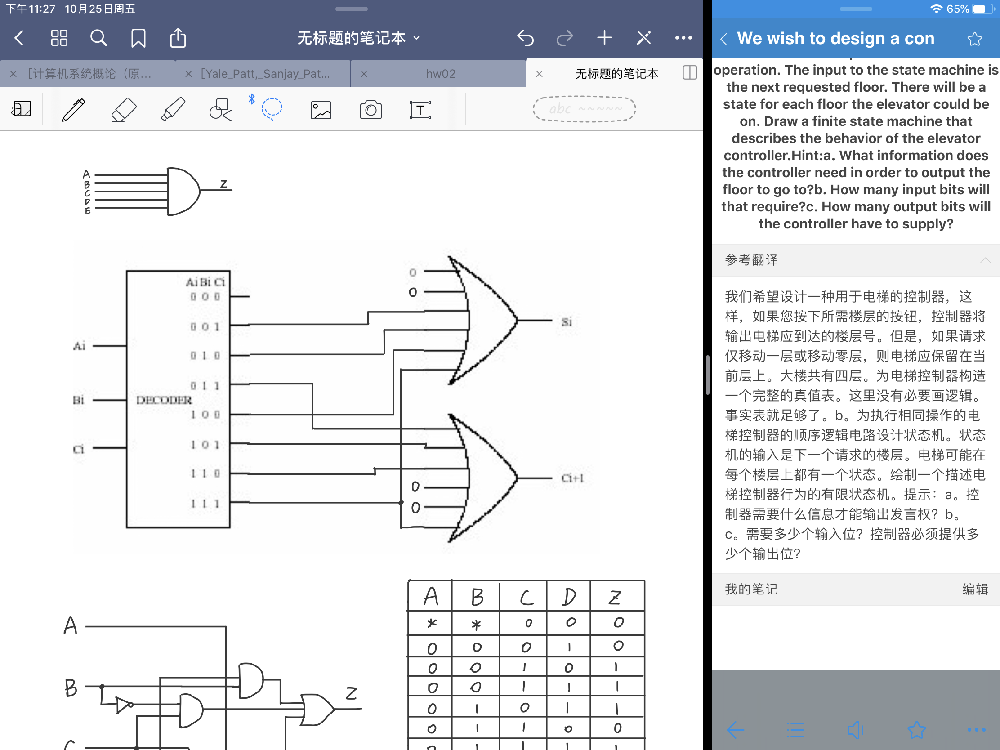 下午11:27 10月25日周五
无标题的笔记本
[计算机系统概论（原...
[Yale_Patt,_Sanjay_Pat...
hw02
无标题的笔记本
a
T
abc ~~~~~
A
B
C
D
E
Z
Ai Bi Ci
0 0 0
0 0 1
0 1 0
0 1 1
1 0 0
1 0 1
1 1 0
1 1 1
Ai
Bi
Ci
DECODER
0
0
Si
0
0
Ci+1
A
B
C
Z
A B C D Z
* * 0 0 0
0 0 0 1 0
0 0 1 0 1
0 0 1 1 1
0 1 0 1 1
0 1 1 0 0
0 1 1 1 1
65%
We wish to design a con
operation. The input to the state machine is
the next requested floor. There will be a
state for each floor the elevator could be
on. Draw a finite state machine that
describes the behavior of the elevator
controller.Hint:a. What information does
the controller need in order to output the
floor to go to?b. How many input bits will
that require?c. How many output bits will
the controller have to supply?
参考翻译
我们希望设计一种用于电梯的控制器，这
样，如果您按下所需楼层的按钮，控制器将
输出电梯应到达的楼层号。但是，如果请求
仅移动一层或移动零层，则电梯应保留在当
前层上。大楼共有四层。为电梯控制器构造
一个完整的真值表。这里没有必要画逻辑。
事实表就足够了。b。为执行相同操作的电
梯控制器的顺序逻辑电路设计状态机。状态
机的输入是下一个请求的楼层。电梯可能在
每个楼层上都有一个状态。绘制一个描述电
梯控制器行为的有限状态机。提示：a。控
制器需要什么信息才能输出发言权？b。
c。需要多少个输入位？控制器必须提供多
少个输出位？
我的笔记 编辑